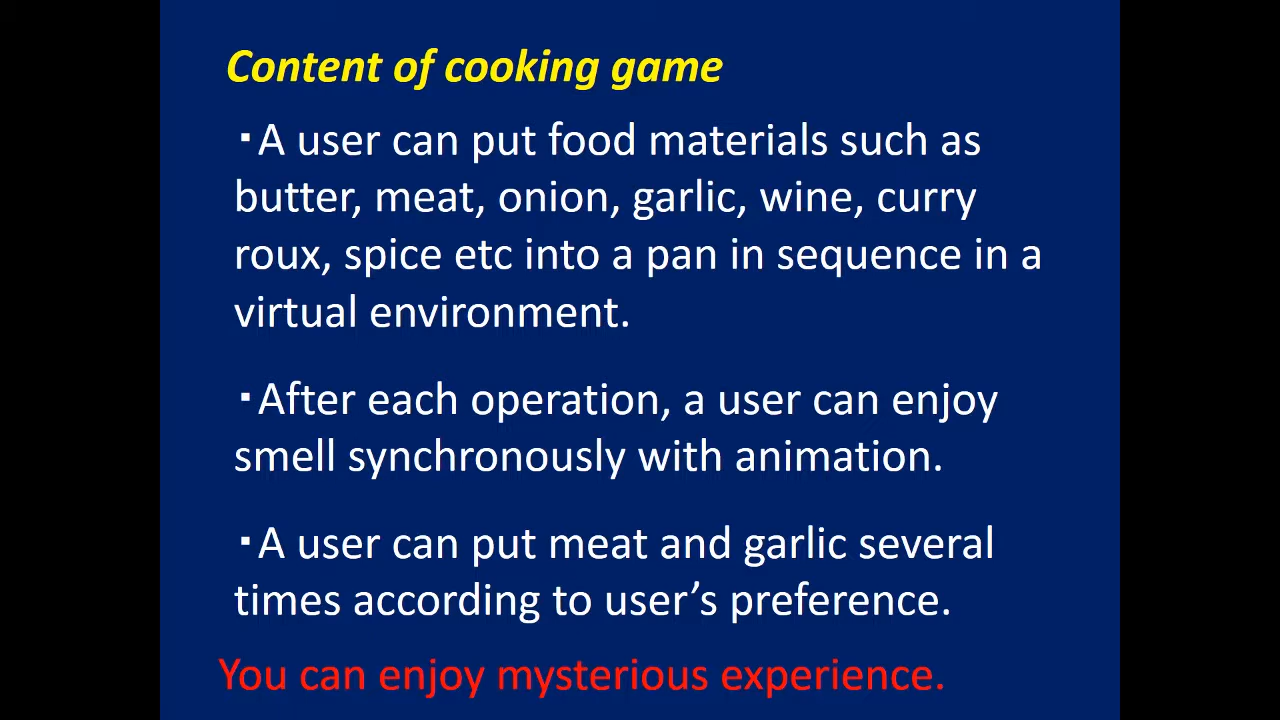 Content of cooking game
・A user can put food materials such as
butter, meat, onion, garlic, wine, curry
roux, spice etc into a pan in sequence in a
virtual environment.
・After each operation, a user can enjoy
smell synchronously with animation.
・A user can put meat and garlic several
times according to user’s preference.
You can enjoy mysterious experience.